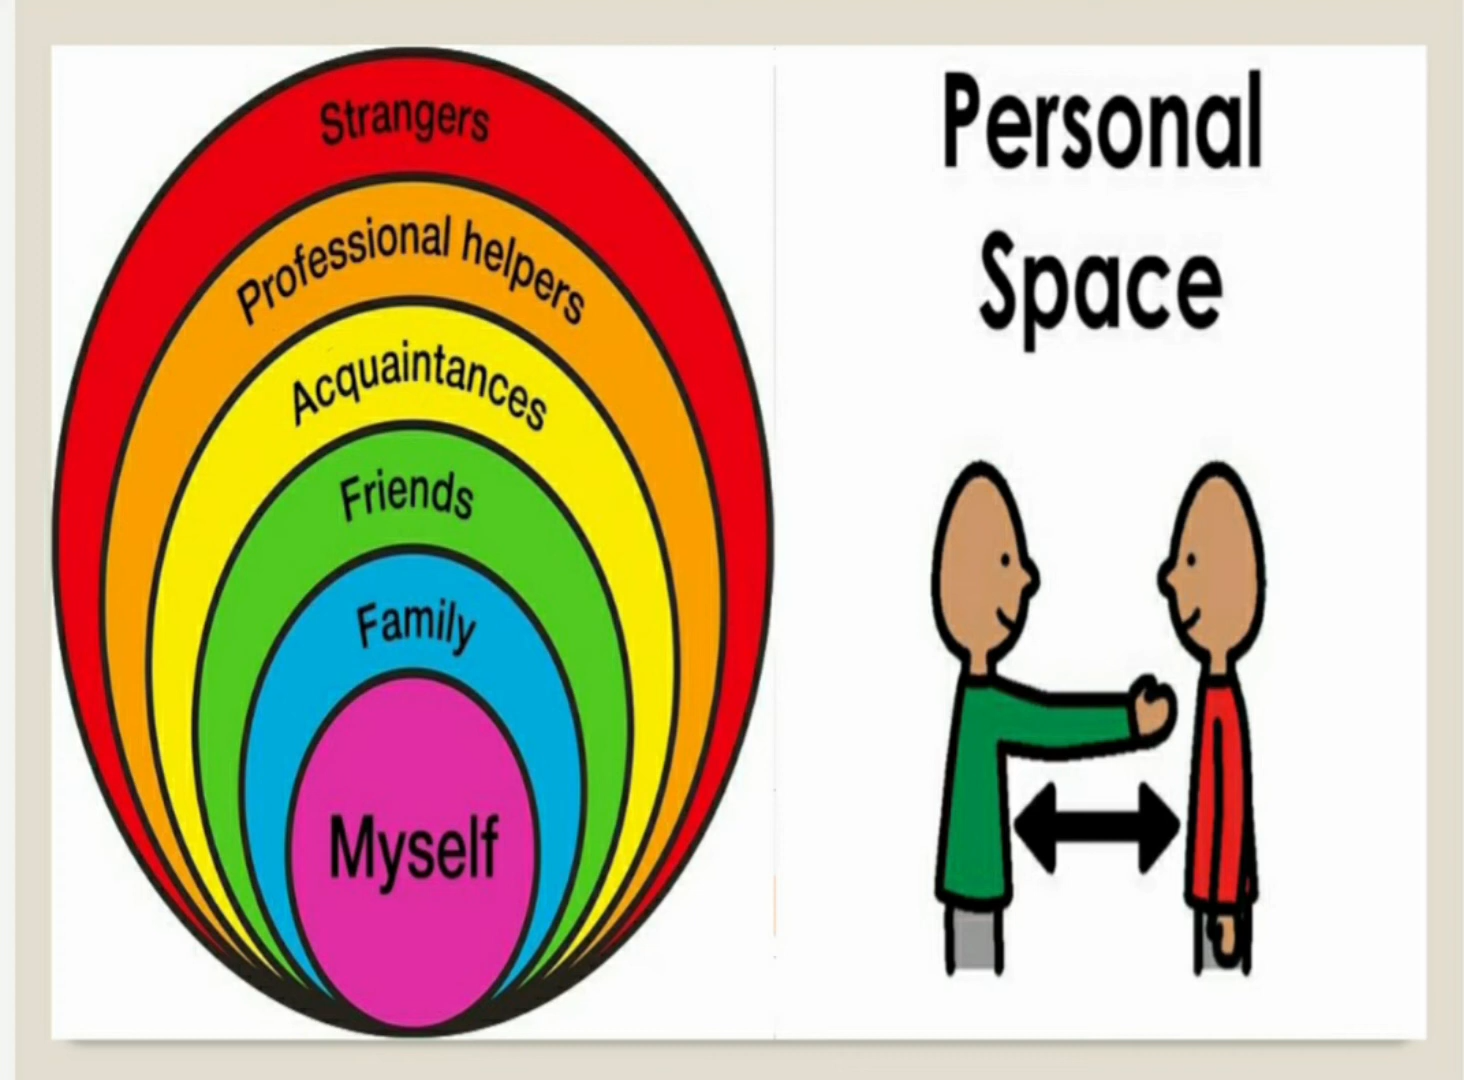 Strangers
Professional helpers
Acquaintances
Friends
Family
Myself
Personal
Space